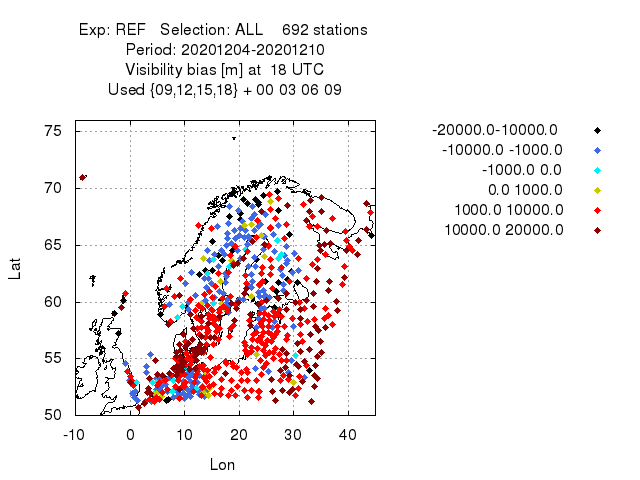 Exp: REF   Selection: ALL    692 stations
Period: 20201204-20201210
Visibility bias [m] at  18 UTC
Used {09,12,15,18} + 00 03 06 09
-20000.0-10000.0
-10000.0 -1000.0
-1000.0 0.0
0.0 1000.0
1000.0 10000.0
10000.0 20000.0
Lat
75
70
65
60
55
50
-10 0 10 20 30 40
Lon